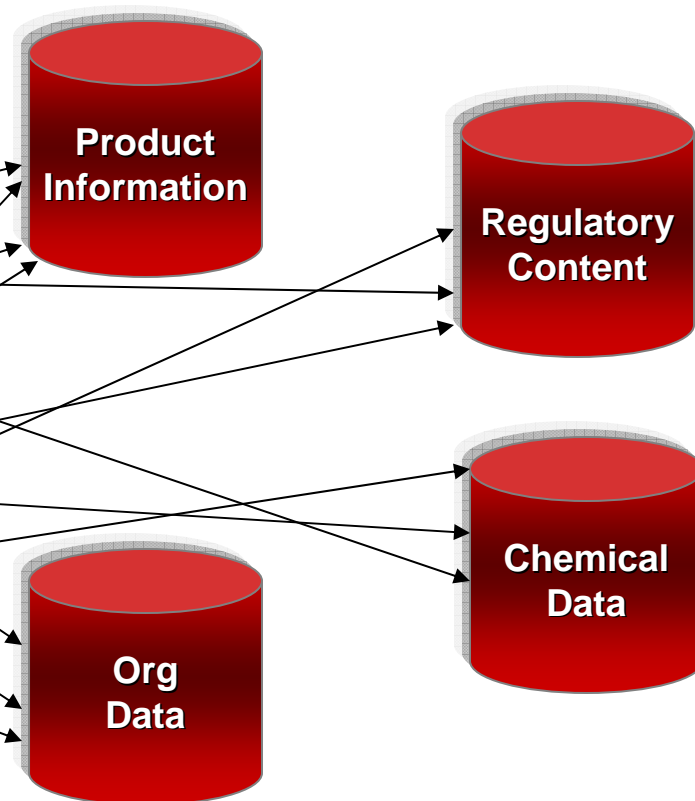 Product
Information
Regulatory
Content
Chemical
Data
Org
Data